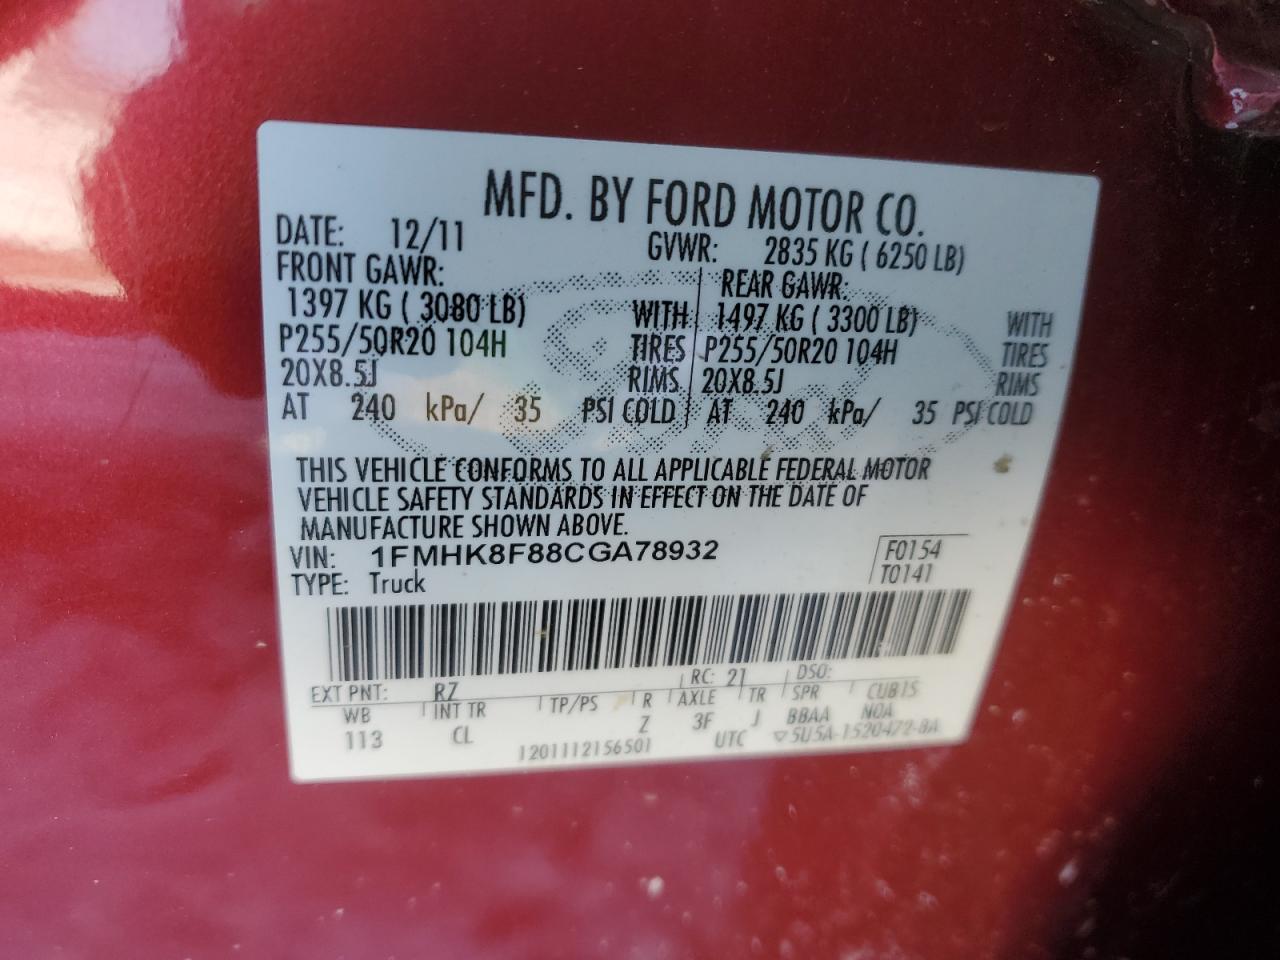 MFD. BY FORD MOTOR CO.
DATE: 12/11 GVWR: 2835 KG ( 6250 LB)
FRONT GAWR: REAR GAWR:
1397 KG ( 3080 LB) WITH 1497 KG ( 3300 LB) WITH
P255/50R20 104H TIRES P255/50R20 104H TIRES
20X8.5J RIMS 20X8.5J RIMS
AT 240 kPa/ 35 PSI COLD AT 240 kPa/ 35 PSI COLD
THIS VEHICLE CONFORMS TO ALL APPLICABLE FEDERAL MOTOR
VEHICLE SAFETY STANDARDS IN EFFECT ON THE DATE OF
MANUFACTURE SHOWN ABOVE.
VIN: 1FMHK8F88CGA78932 F0154
TYPE: Truck T0141
EXT PNT: RZ RC: 21 DSO:
WB INT TR TP/PS R AXLE TR SPR CUB1S
113 CL Z 3F J BBAA NOA
1201112156501 UTC ▽5U5A-1520472-BA